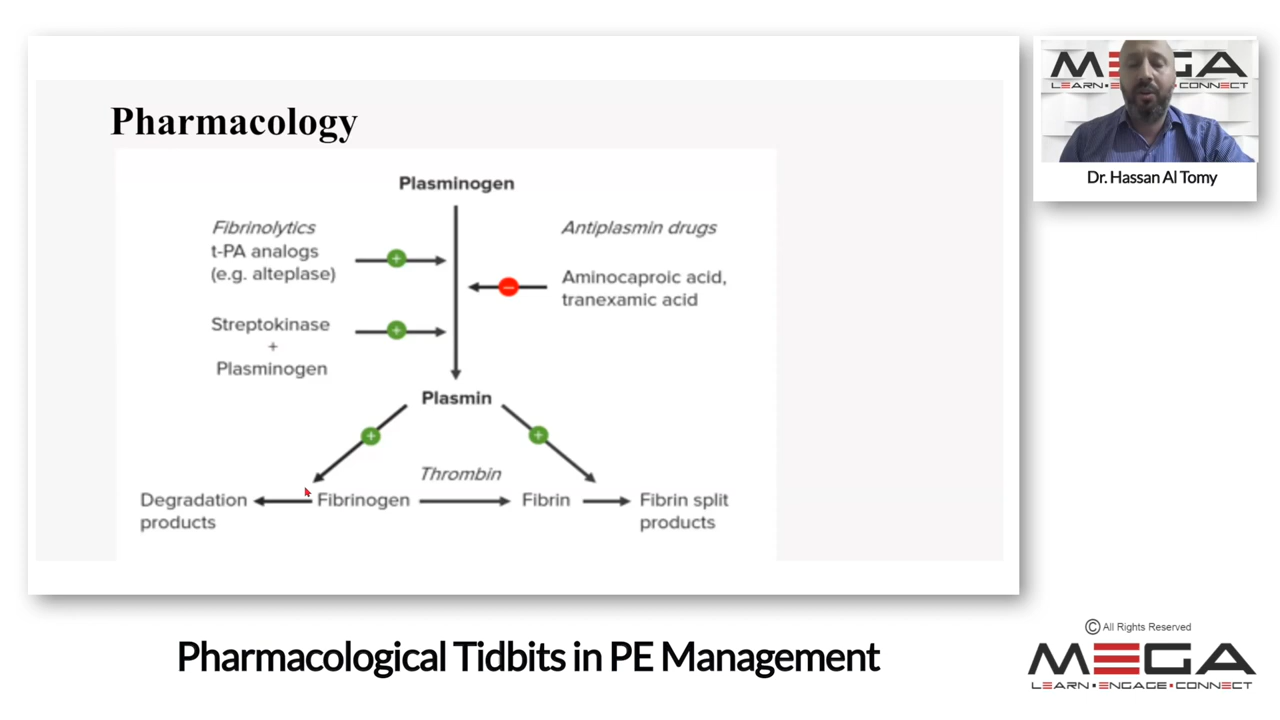 Pharmacology
Plasminogen
Fibrinolytics
t-PA analogs
(e.g. alteplase)
+
Antiplasmin drugs
−
Aminocaproic acid,
tranexamic acid
Streptokinase
+
Plasminogen
+
Plasmin
+
+
Thrombin
Degradation
products
Fibrinogen
Fibrin
Fibrin split
products
MEGA
LEARN▪ENGAGE▪CONNECT
Dr. Hassan Al Tomy
Pharmacological Tidbits in PE Management
© All Rights Reserved
MEGA
LEARN▪ENGAGE▪CONNECT